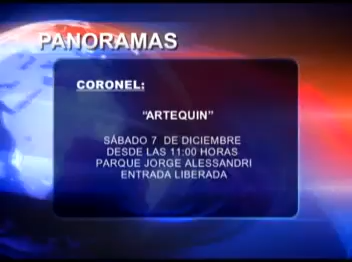 PANORAMAS
CORONEL:
“ARTEQUIN”
SÁBADO 7 DE DICIEMBRE
DESDE LAS 11:00 HORAS
PARQUE JORGE ALESSANDRI
ENTRADA LIBERADA